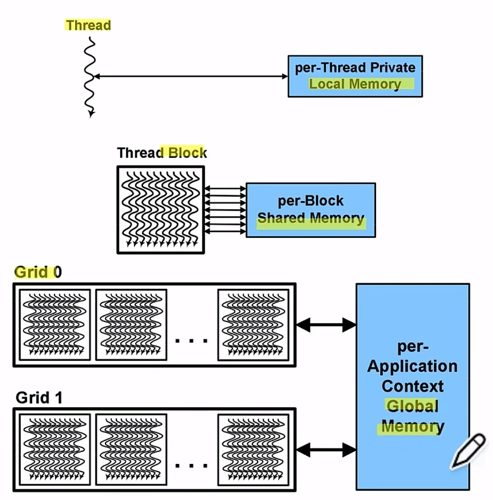 Thread
per-Thread Private
Local Memory
Thread Block
per-Block
Shared Memory
Grid 0
. . .
per-
Application
Context
Global
Memory
Grid 1
. . .